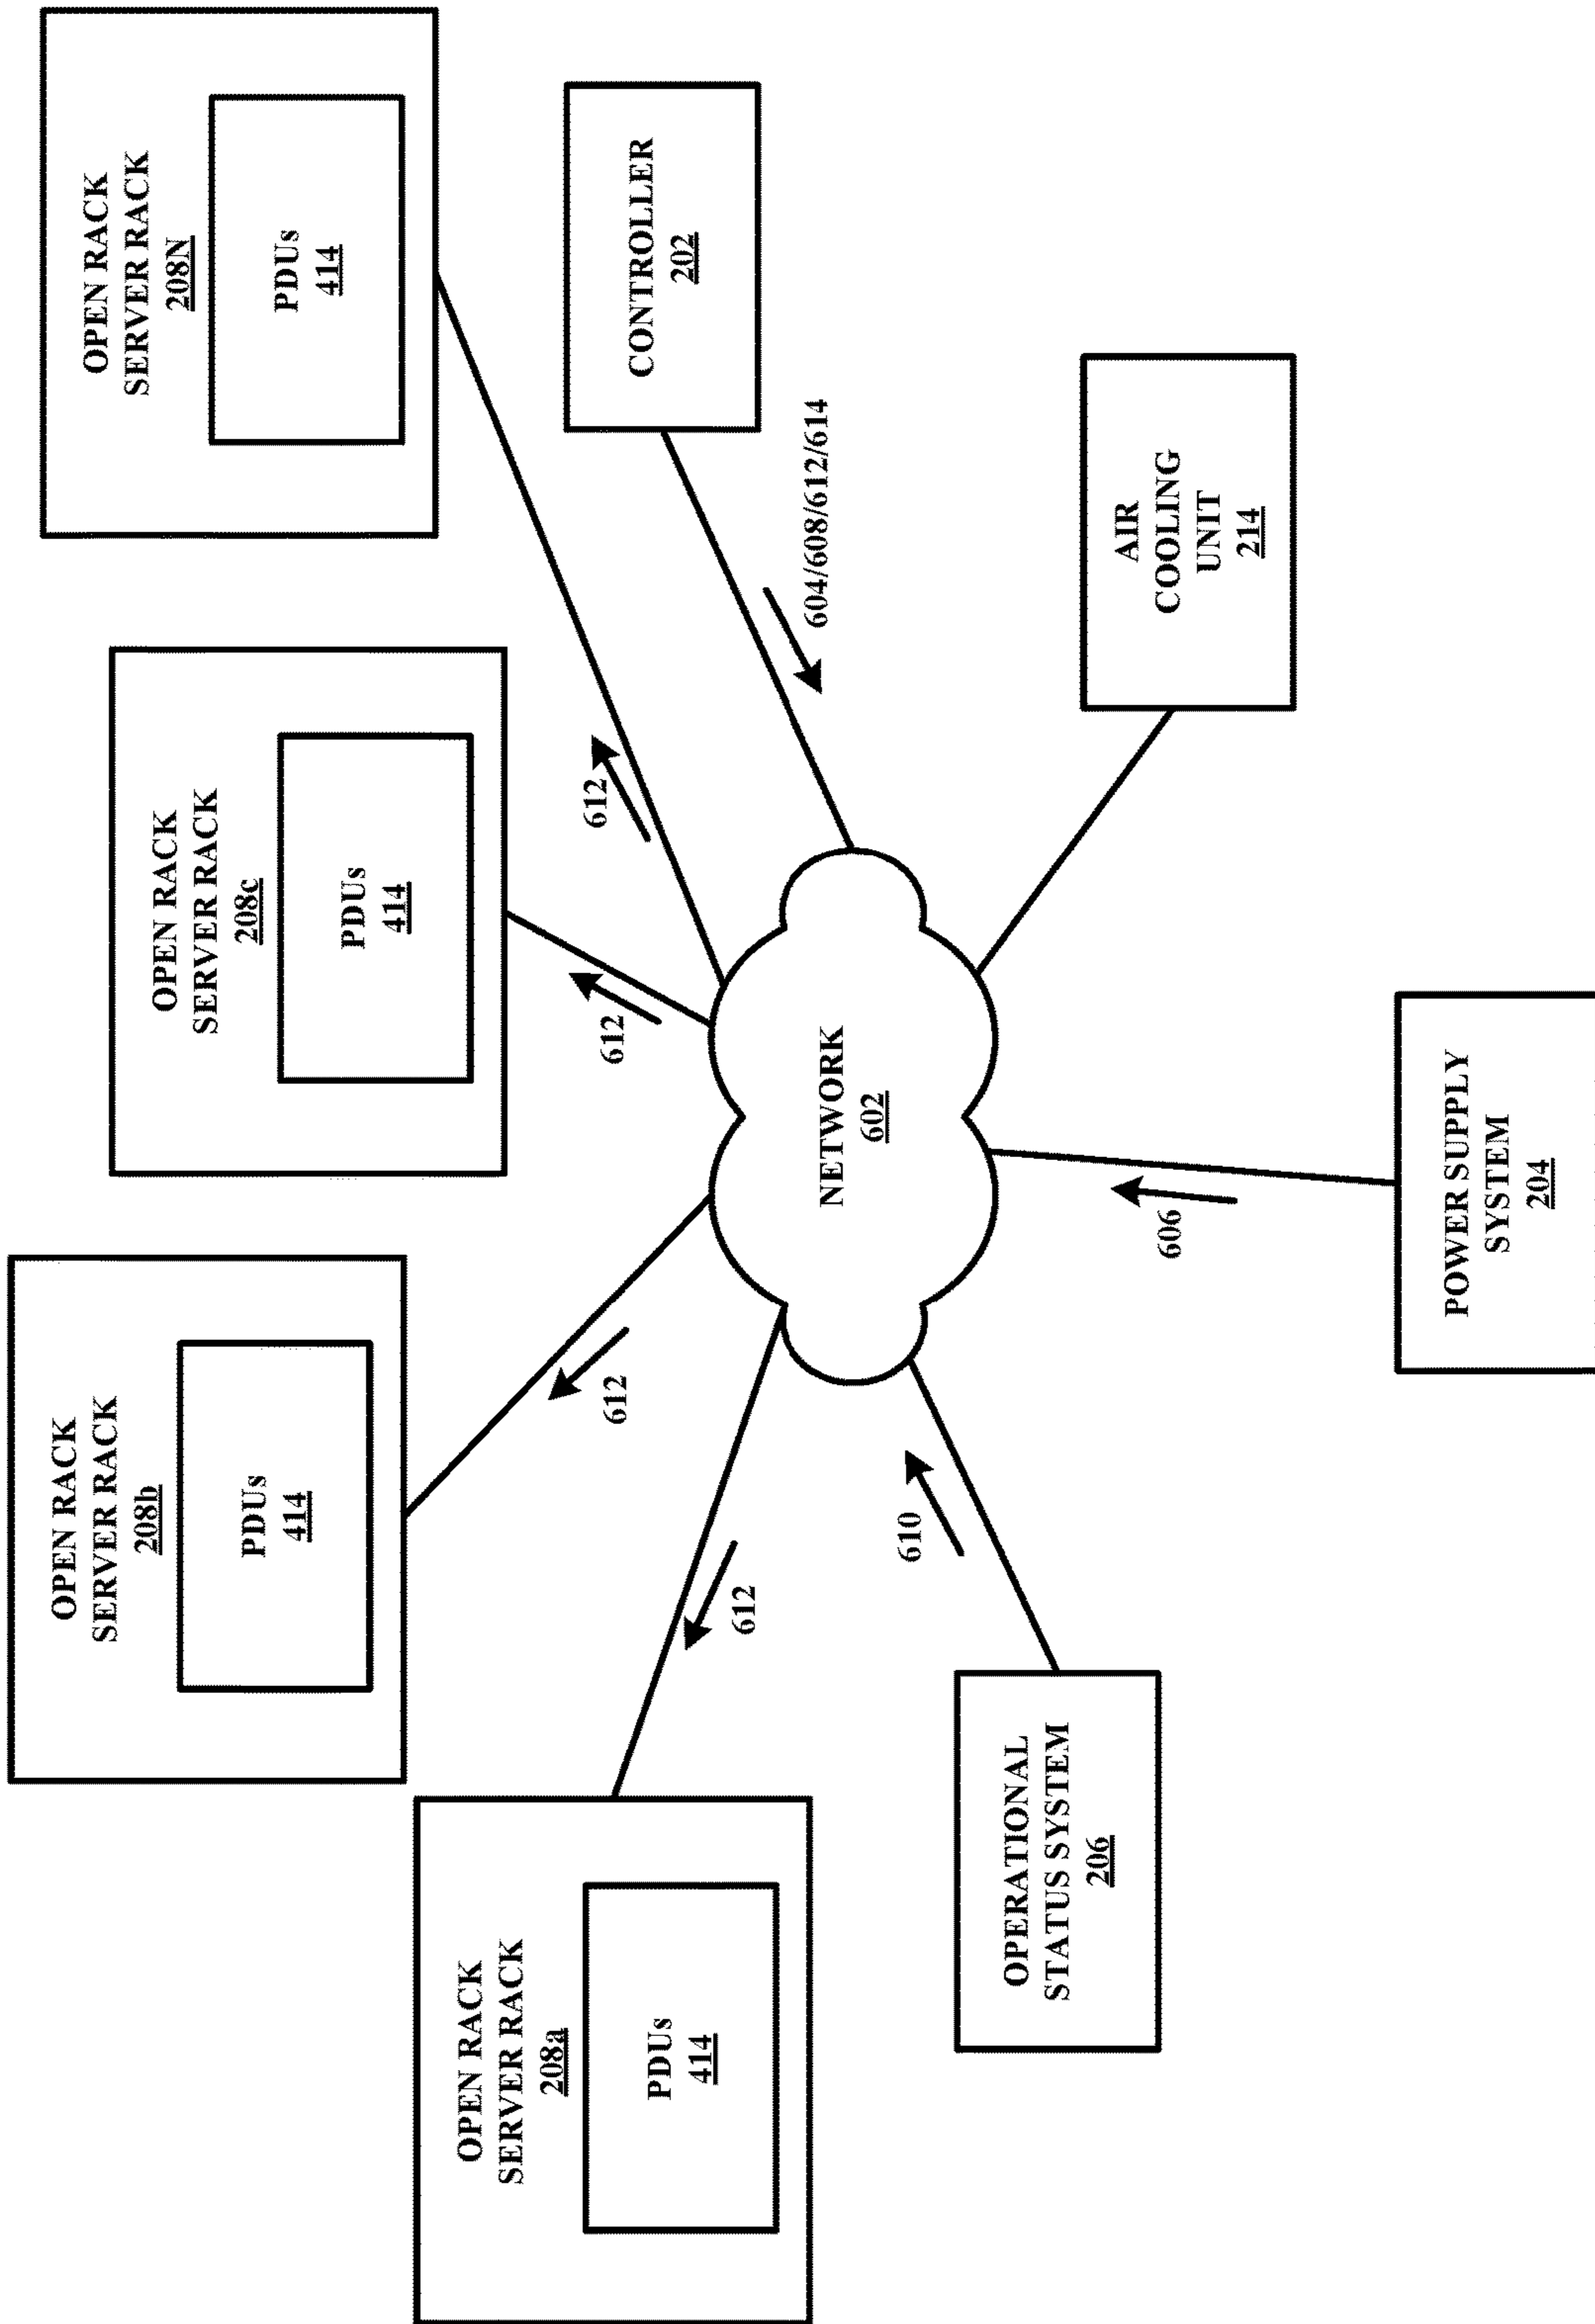 OPEN RACK
SERVER RACK
208a
PDUs
414
OPEN RACK
SERVER RACK
208b
PDUs
414
OPEN RACK
SERVER RACK
208c
PDUs
414
OPEN RACK
SERVER RACK
208N
PDUs
414
612
612
612
612
NETWORK
602
CONTROLLER
202
604/608/612/614
610
606
OPERATIONAL
STATUS SYSTEM
206
POWER SUPPLY
SYSTEM
204
AIR
COOLING
UNIT
214